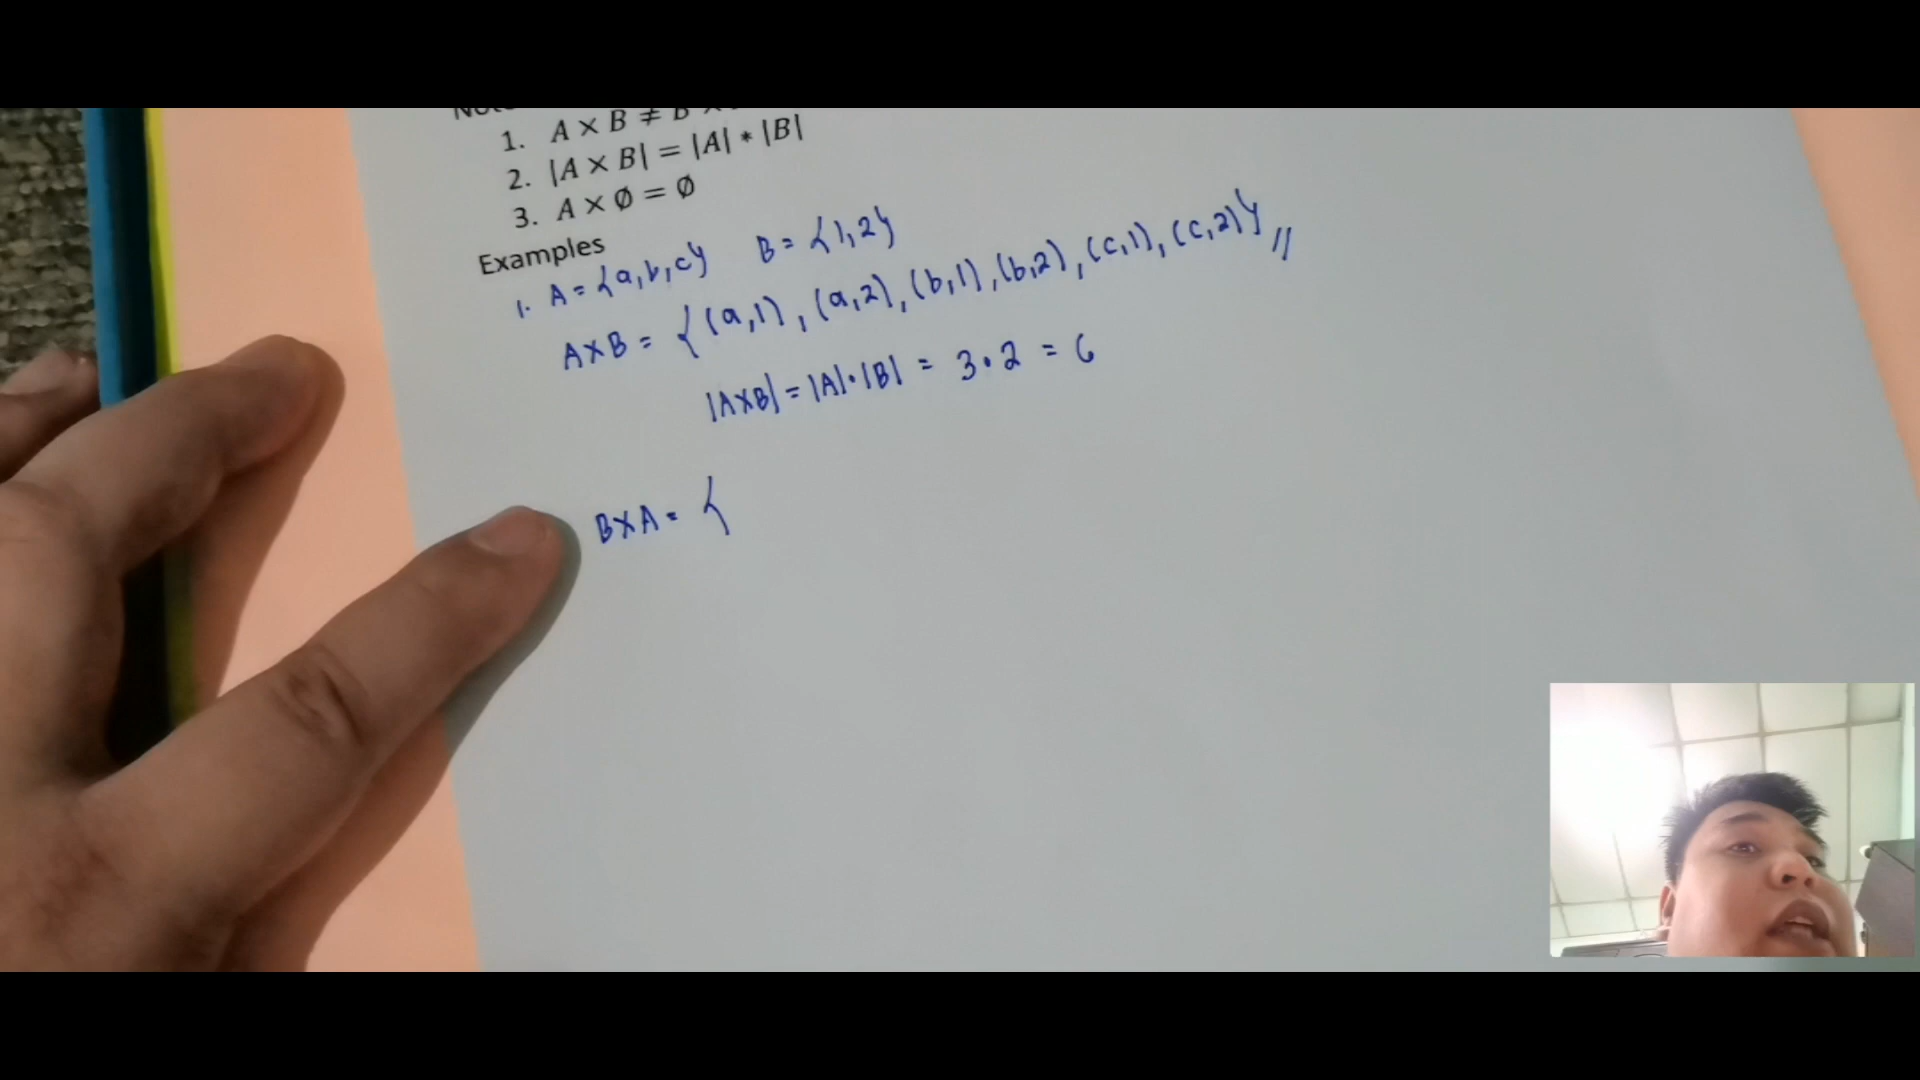 1. A × B ≠ B ×
2. |A × B| = |A| * |B|
3. A × Ø = Ø
Examples
1. A = {a, b, c} B = {1, 2}
A×B = {(a,1), (a,2), (b,1), (b,2), (c,1), (c,2)} //
|A×B| = |A|·|B| = 3·2 = 6
B×A = {